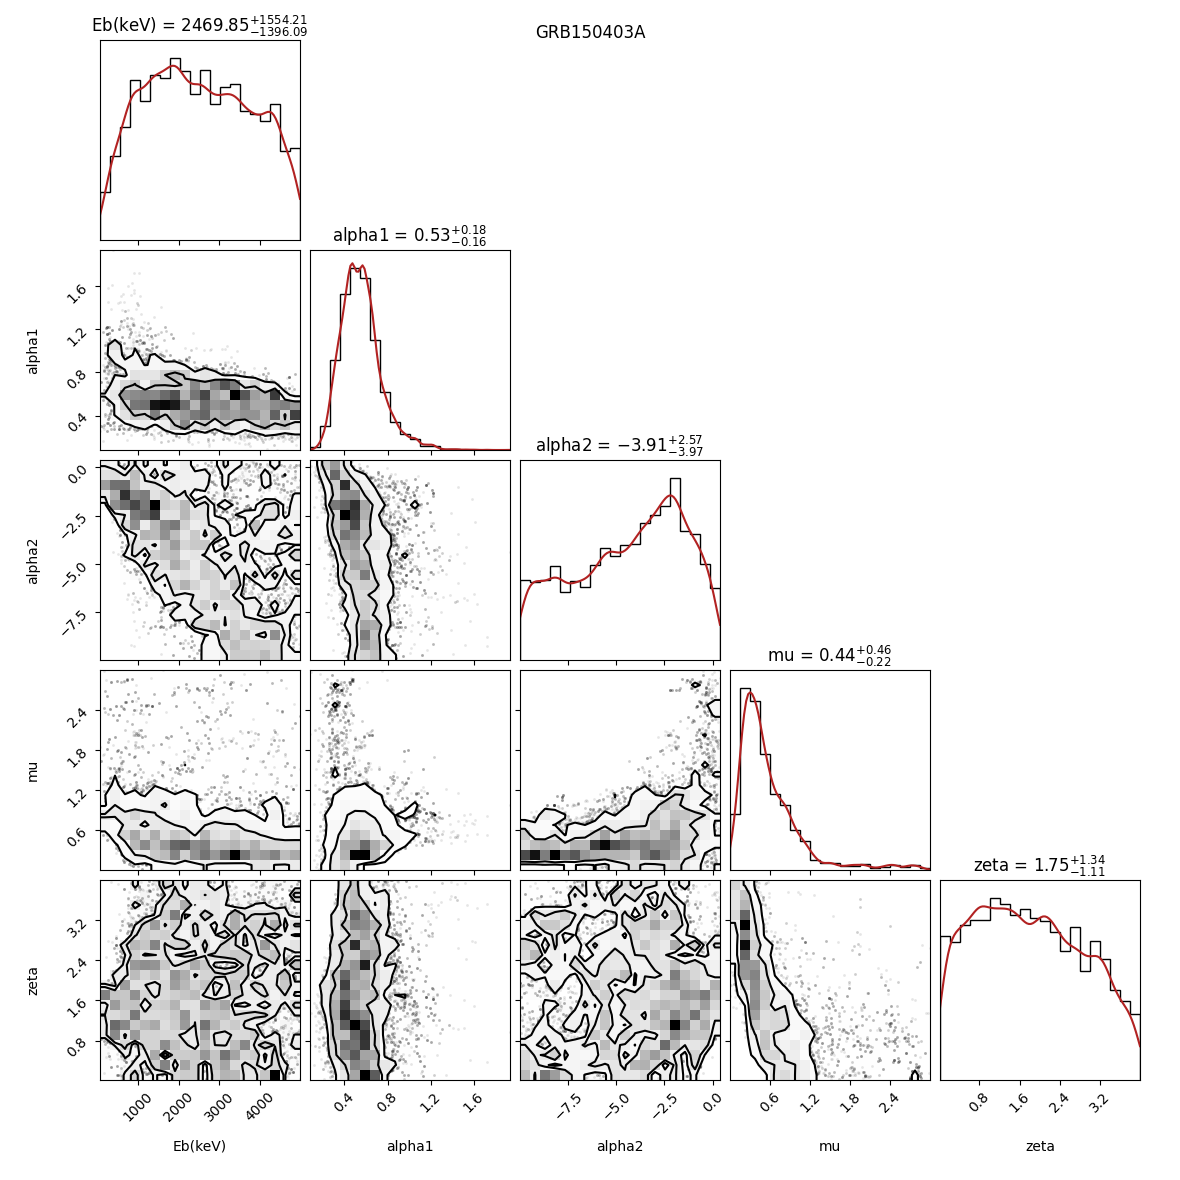 GRB150403A
Eb(keV) = 2469.85+1554.21−1396.09
alpha1 = 0.53+0.18−0.16
alpha1
1.6
1.2
0.8
0.4
alpha2 = −3.91+2.57−3.97
alpha2
0.0
−2.5
−5.0
−7.5
mu = 0.44+0.46−0.22
mu
2.4
1.8
1.2
0.6
zeta = 1.75+1.34−1.11
zeta
3.2
2.4
1.6
0.8
1000 2000 3000 4000 0.4 0.8 1.2 1.6 −7.5 −5.0 −2.5 0.0 0.6 1.2 1.8 2.4 0.8 1.6 2.4 3.2
Eb(keV) alpha1 alpha2 mu zeta